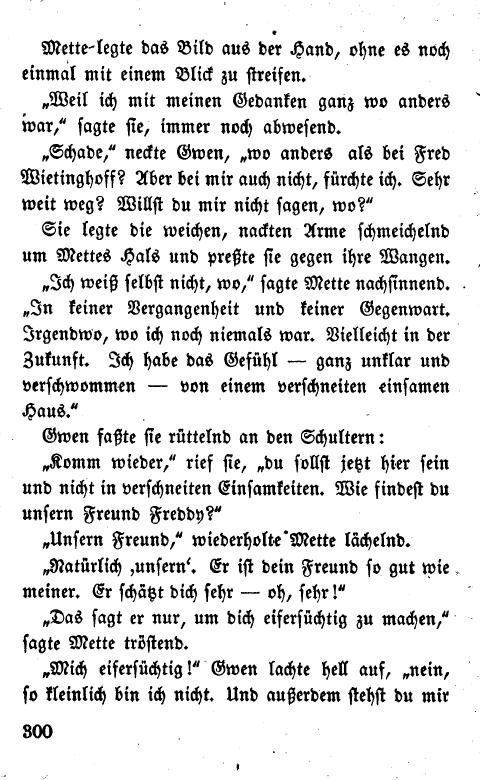 Mette legte das Bild aus der Hand, ohne es noch
einmal mit einem Blick zu streifen.
„Weil ich mit meinen Gedanken ganz wo anders
war,“ sagte sie, immer noch abwesend.
„Schade,“ neckte Gwen, „wo anders als bei Fred
Wietinghoff? Aber bei mir auch nicht, fürchte ich. Sehr
weit weg? Willst du mir nicht sagen, wo?“
Sie legte die weichen, nackten Arme schmeichelnd
um Mettes Hals und preßte sie gegen ihre Wangen.
„Ich weiß selbst nicht, wo,“ sagte Mette nachsinnend.
„In keiner Vergangenheit und keiner Gegenwart.
Irgendwo, wo ich noch niemals war. Vielleicht in der
Zukunft. Ich habe das Gefühl — ganz unklar und
verschwommen — von einem verschneiten einsamen
Haus.“
Gwen faßte sie rüttelnd an den Schultern:
„Komm wieder,“ rief sie, „du sollst jetzt hier sein
und nicht in verschneiten Einsamkeiten. Wie findest du
unsern Freund Freddy?“
„Unsern Freund,“ wiederholte Mette lächelnd.
„Natürlich ‚unsern‘. Er ist dein Freund so gut wie
meiner. Er schätzt dich sehr — oh, sehr!“
„Das sagt er nur, um dich eifersüchtig zu machen,“
sagte Mette tröstend.
„Mich eifersüchtig!“ Gwen lachte hell auf, „nein,
so kleinlich bin ich nicht. Und außerdem stehst du mir
300